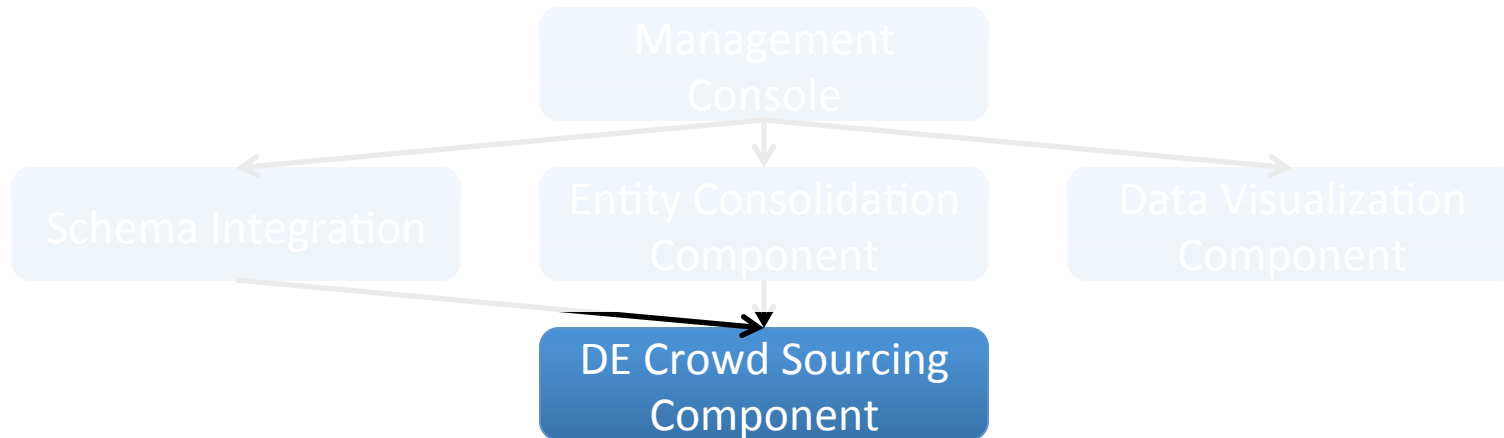 Management
Console
Schema Integration
Entity Consolidation
Component
Data Visualization
Component
DE Crowd Sourcing
Component